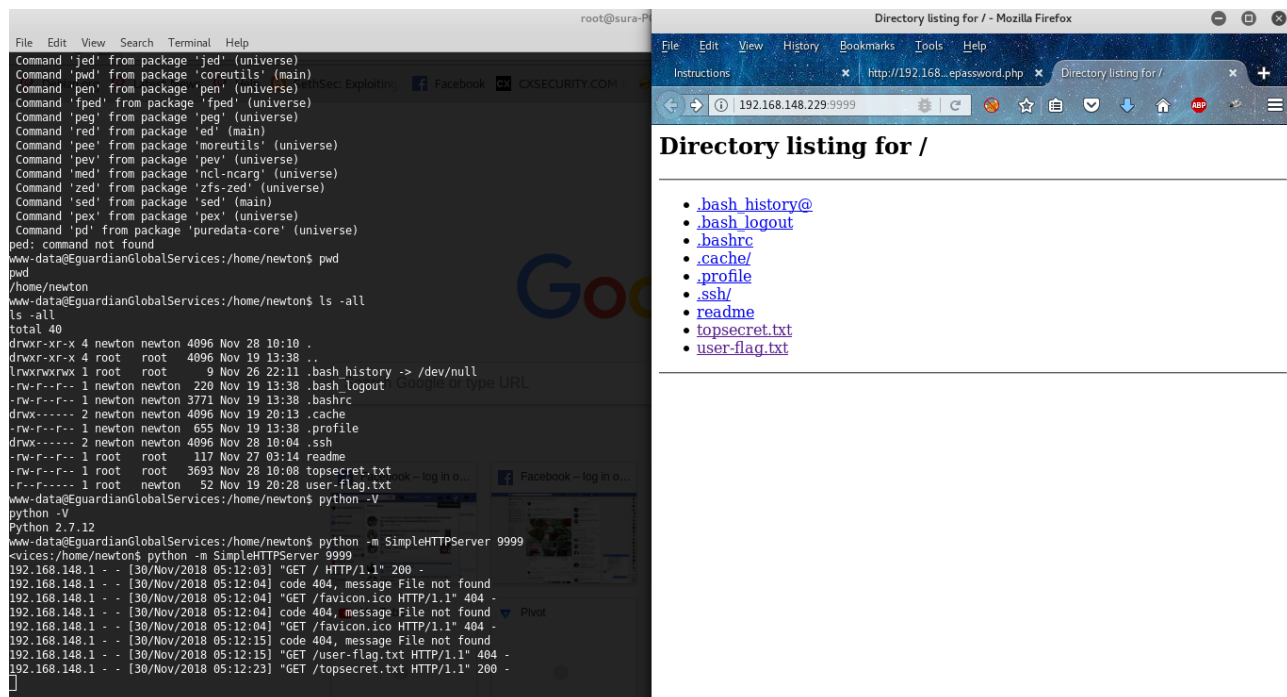 root@sura-P
File Edit View Search Terminal Help
Command 'jed' from package 'jed' (universe)
Command 'pwd' from package 'coreutils' (main)
Command 'pen' from package 'pen' (universe)
Command 'fped' from package 'fped' (universe)
Command 'peg' from package 'peg' (universe)
Command 'red' from package 'ed' (main)
Command 'pee' from package 'moreutils' (universe)
Command 'pev' from package 'pev' (universe)
Command 'med' from package 'ncl-ncarg' (universe)
Command 'zed' from package 'zfs-zed' (universe)
Command 'sed' from package 'sed' (main)
Command 'pex' from package 'pex' (universe)
Command 'pd' from package 'puredata-core' (universe)
ped: command not found
www-data@EguardianGlobalServices:/home/newton$ pwd
pwd
/home/newton
www-data@EguardianGlobalServices:/home/newton$ ls -all
ls -all
total 40
drwxr-xr-x 4 newton newton 4096 Nov 28 10:10 .
drwxr-xr-x 4 root root 4096 Nov 19 13:38 ..
lrwxrwxrwx 1 root root 9 Nov 26 22:11 .bash_history -> /dev/null
-rw-r--r-- 1 newton newton 220 Nov 19 13:38 .bash_logout
-rw-r--r-- 1 newton newton 3771 Nov 19 13:38 .bashrc
drwx------ 2 newton newton 4096 Nov 19 20:13 .cache
-rw-r--r-- 1 newton newton 655 Nov 19 13:38 .profile
drwx------ 2 newton newton 4096 Nov 28 10:04 .ssh
-rw-r--r-- 1 root root 117 Nov 27 03:14 readme
-rw-r--r-- 1 root root 3693 Nov 28 10:08 topsecret.txt
-r--r----- 1 root newton 52 Nov 19 20:28 user-flag.txt
www-data@EguardianGlobalServices:/home/newton$ python -V
python -V
Python 2.7.12
www-data@EguardianGlobalServices:/home/newton$ python -m SimpleHTTPServer 9999
<vices:/home/newton$ python -m SimpleHTTPServer 9999
192.168.148.1 - - [30/Nov/2018 05:12:03] "GET / HTTP/1.1" 200 -
192.168.148.1 - - [30/Nov/2018 05:12:04] code 404, message File not found
192.168.148.1 - - [30/Nov/2018 05:12:04] "GET /favicon.ico HTTP/1.1" 404 -
192.168.148.1 - - [30/Nov/2018 05:12:04] code 404, message File not found
192.168.148.1 - - [30/Nov/2018 05:12:04] "GET /favicon.ico HTTP/1.1" 404 -
192.168.148.1 - - [30/Nov/2018 05:12:15] code 404, message File not found
192.168.148.1 - - [30/Nov/2018 05:12:15] "GET /user-flag.txt HTTP/1.1" 404 -
192.168.148.1 - - [30/Nov/2018 05:12:23] "GET /topsecret.txt HTTP/1.1" 200 -
ethSec: Exploiting
Facebook
CXSECURITY.COM
Goo
Google or type URL
Facebook – log in o...
Facebook – log in o...
Pivot
Directory listing for / - Mozilla Firefox
File Edit View History Bookmarks Tools Help
Instructions
http://192.168...epassword.php
Directory listing for /
192.168.148.229:9999
ABP
Directory listing for /
.bash_history@
.bash_logout
.bashrc
.cache/
.profile
.ssh/
readme
topsecret.txt
user-flag.txt